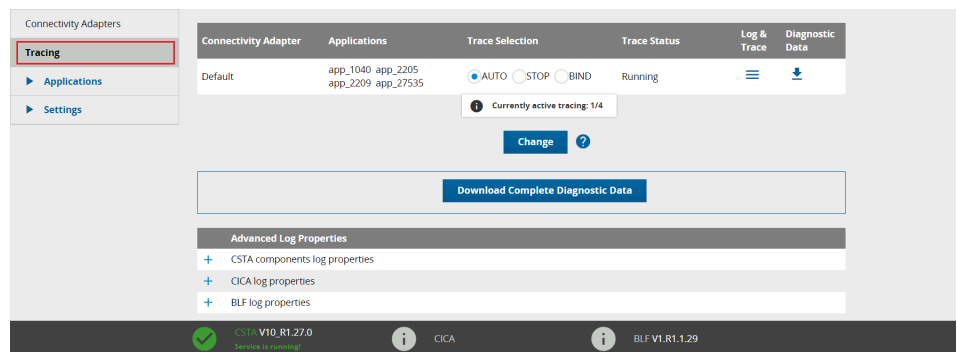 Connectivity Adapters
Tracing
Applications
Settings
Connectivity Adapter Applications Trace Selection Trace Status Log & Trace Diagnostic Data
Default app_1040 app_2205 AUTO STOP BIND Running
app_2209 app_27535
Currently active tracing: 1/4
Change ?
Download Complete Diagnostic Data
Advanced Log Properties
+ CSTA components log properties
+ CICA log properties
+ BLF log properties
CSTA V10_R1.27.0
Service is running!
i CICA
i BLF V1.R1.1.29